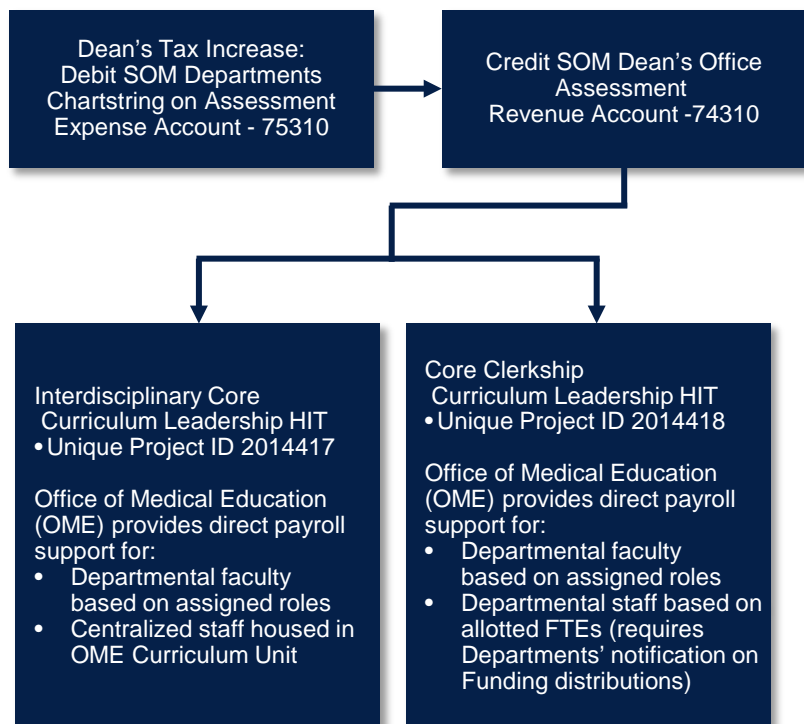 Dean’s Tax Increase:
Debit SOM Departments
Chartstring on Assessment
Expense Account - 75310
Credit SOM Dean’s Office
Assessment
Revenue Account -74310
Interdisciplinary Core
Curriculum Leadership HIT
• Unique Project ID 2014417
Office of Medical Education
(OME) provides direct payroll
support for:
• Departmental faculty
based on assigned roles
• Centralized staff housed in
OME Curriculum Unit
Core Clerkship
Curriculum Leadership HIT
• Unique Project ID 2014418
Office of Medical Education
(OME) provides direct payroll
support for:
• Departmental faculty
based on assigned roles
• Departmental staff based on
allotted FTEs (requires
Departments’ notification on
Funding distributions)